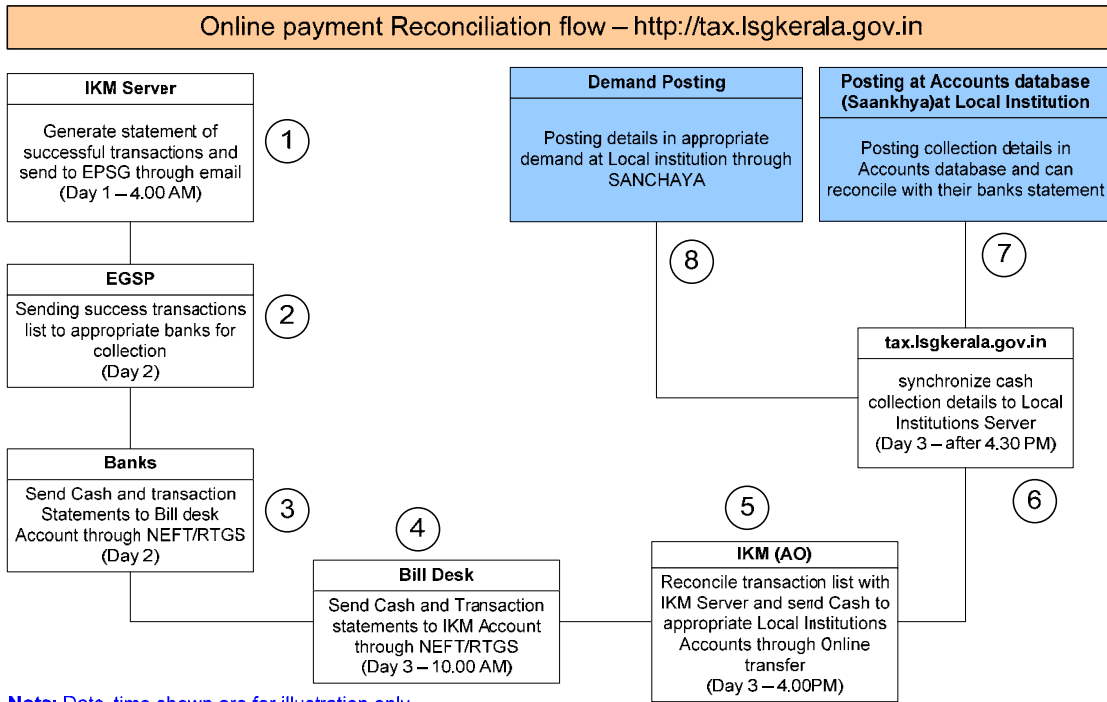 Online payment Reconciliation flow – http://tax.lsgkerala.gov.in
IKM Server
Generate statement of
successful transactions and
send to EPSG through email
(Day 1 – 4.00 AM)
1
EGSP
Sending success transactions
list to appropriate banks for
collection
(Day 2)
2
Banks
Send Cash and transaction
Statements to Bill desk
Account through NEFT/RTGS
(Day 2)
3
4
Bill Desk
Send Cash and Transaction
statements to IKM Account
through NEFT/RTGS
(Day 3 – 10.00 AM)
5
IKM (AO)
Reconcile transaction list with
IKM Server and send Cash to
appropriate Local Institutions
Accounts through Online
transfer
(Day 3 – 4.00PM)
6
tax.lsgkerala.gov.in
synchronize cash
collection details to Local
Institutions Server
(Day 3 – after 4.30 PM)
7
Posting at Accounts database
(Saankhya)at Local Institution
Posting collection details in
Accounts database and can
reconcile with their banks statement
8
Demand Posting
Posting details in appropriate
demand at Local institution through
SANCHAYA
Note: Date, time shown are for illustration only